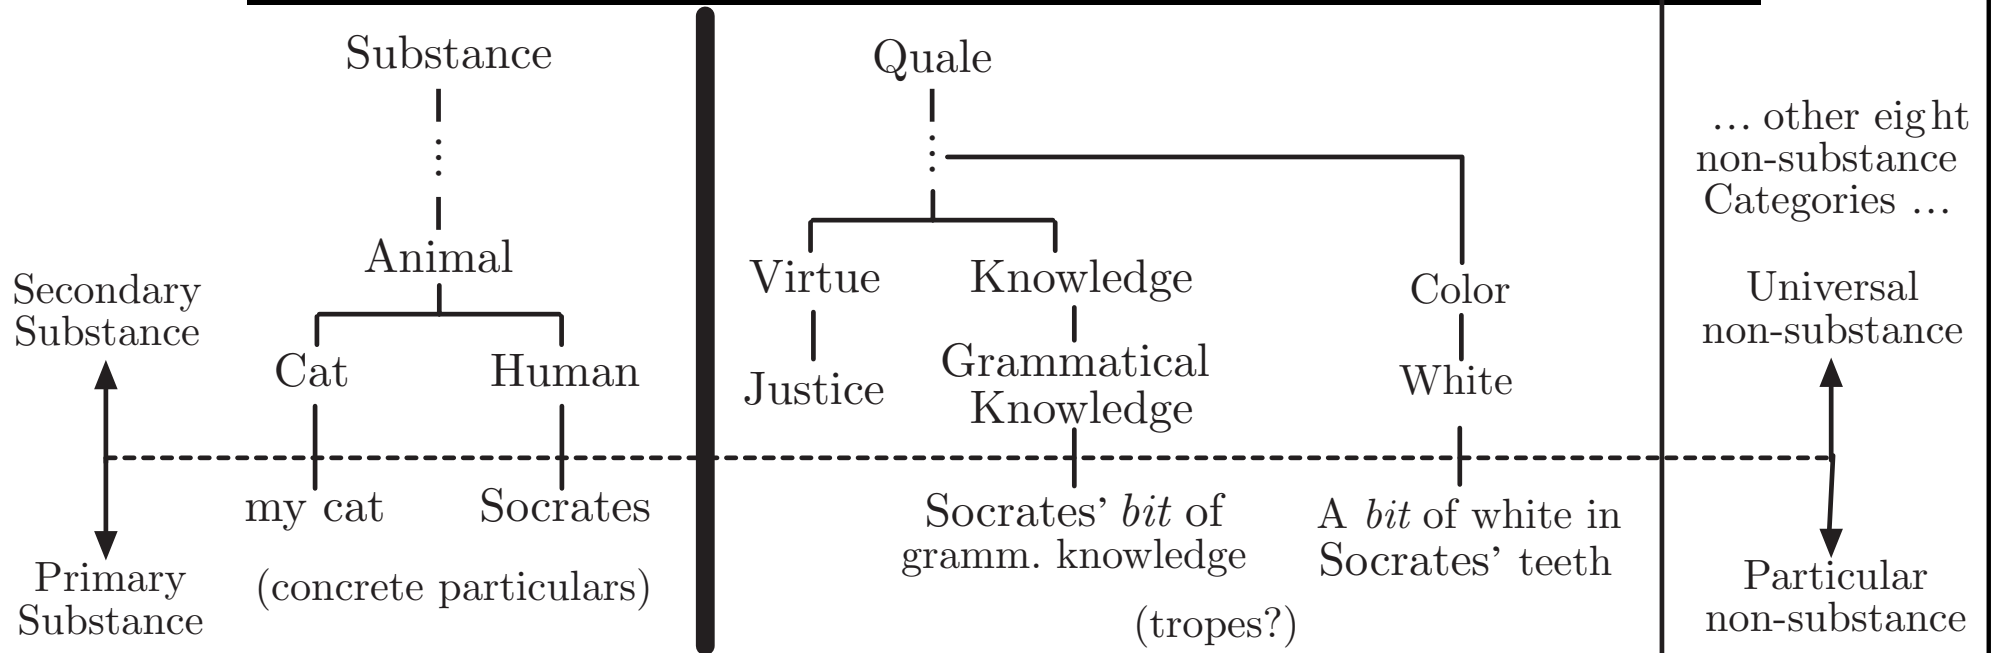 Substance
Quale
... other eight
non-substance
Categories ...
Animal
Virtue
Knowledge
Color
Secondary
Substance
Universal
non-substance
Cat
Human
Justice
Grammatical
Knowledge
White
my cat
Socrates
Socrates' bit of
gramm. knowledge
A bit of white in
Socrates' teeth
Primary
Substance
(concrete particulars)
(tropes?)
Particular
non-substance